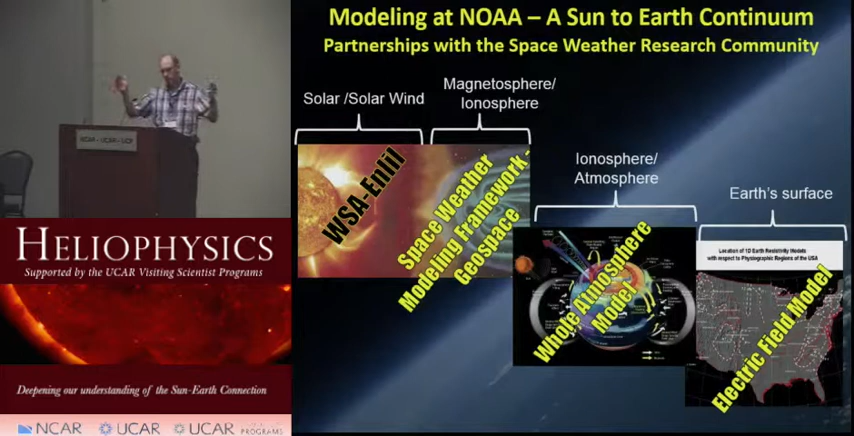 Modeling at NOAA – A Sun to Earth Continuum
Partnerships with the Space Weather Research Community
Solar /Solar Wind
Magnetosphere/
Ionosphere
Ionosphere/
Atmosphere
Earth's surface
WSA-Enlil
Space Weather
Modeling Framework -
Geospace
Whole Atmosphere
Model
Location of 1D Earth Resistivity Models
with respect to Physiographic Regions of the USA
Electric Field Model
HELIOPHYSICS
Supported by the UCAR Visiting Scientist Programs
Deepening our understanding of the Sun-Earth Connection
NCAR UCAR UCAR PROGRAMS